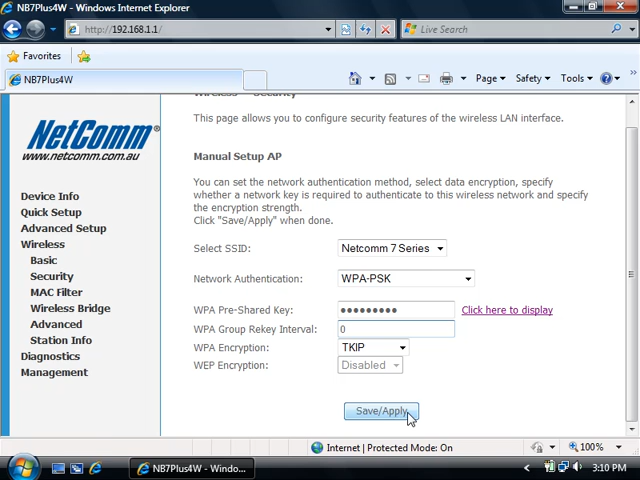 NB7Plus4W - Windows Internet Explorer
http://192.168.1.1/
Live Search
Favorites
NB7Plus4W
Page
Safety
Tools
Wireless -- Security
This page allows you to configure security features of the wireless LAN interface.
NetComm®
www.netcomm.com.au
Manual Setup AP
You can set the network authentication method, select data encryption, specify
whether a network key is required to authenticate to this wireless network and specify
the encryption strength.
Click "Save/Apply" when done.
Device Info
Quick Setup
Advanced Setup
Wireless
Basic
Security
MAC Filter
Wireless Bridge
Advanced
Station Info
Diagnostics
Management
Select SSID: Netcomm 7 Series
Network Authentication: WPA-PSK
WPA Pre-Shared Key: ●●●●●●●●● Click here to display
WPA Group Rekey Interval: 0
WPA Encryption: TKIP
WEP Encryption: Disabled
Save/Apply
Internet | Protected Mode: On
100%
NB7Plus4W - Windo...
3:10 PM